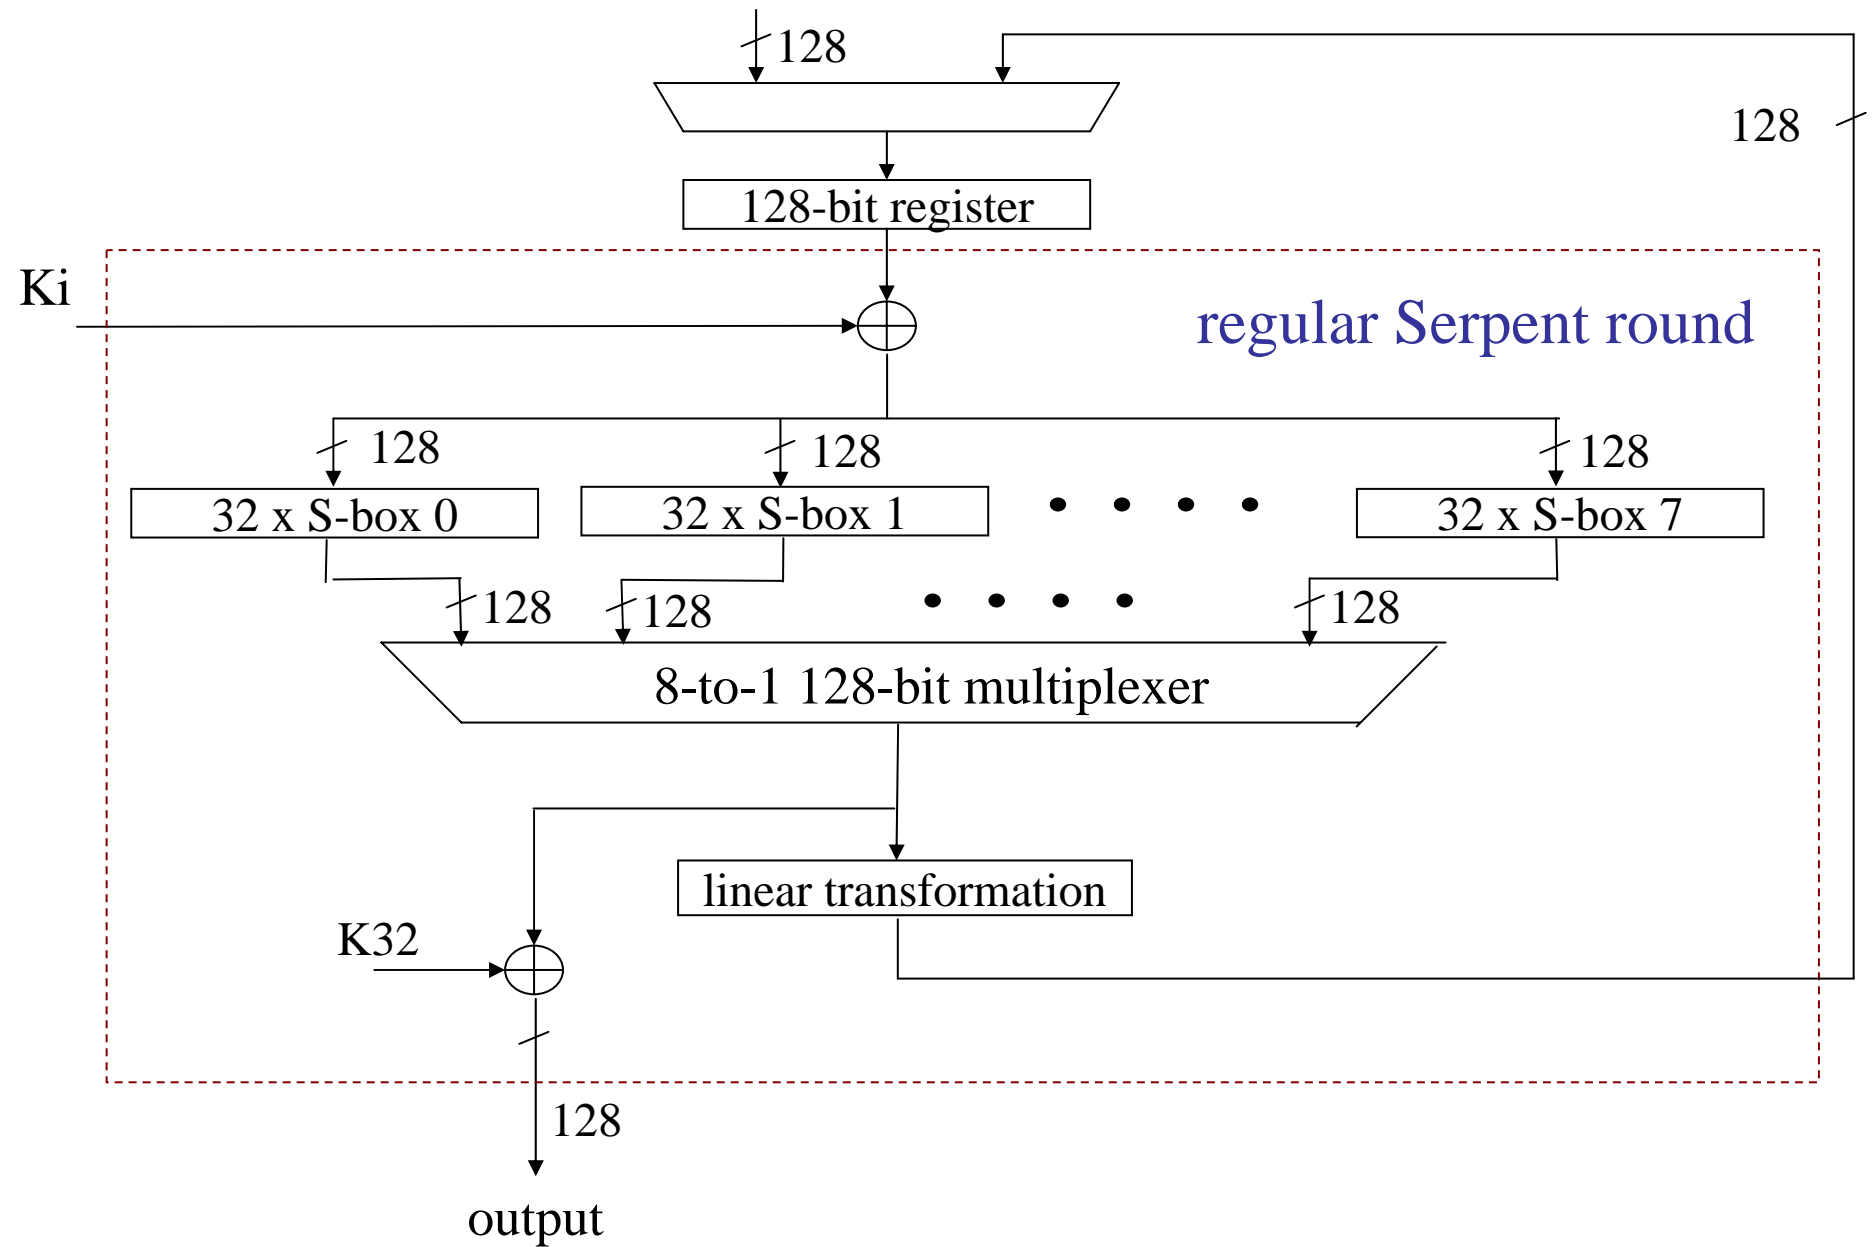 128
128
128-bit register
Ki
regular Serpent round
128
128
128
32 x S-box 0
32 x S-box 1
32 x S-box 7
128
128
128
8-to-1 128-bit multiplexer
linear transformation
K32
128
output